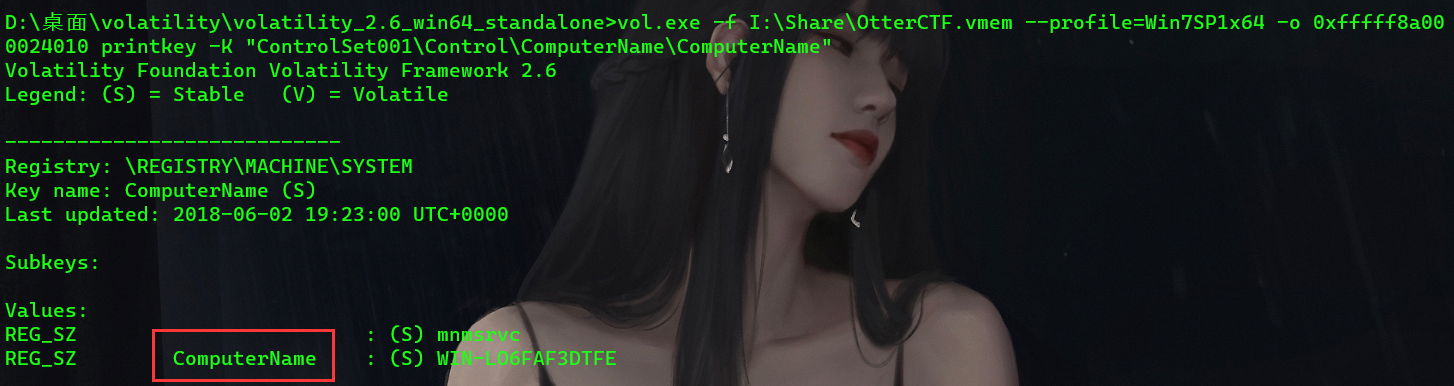 D:\桌面\volatility\volatility_2.6_win64_standalone>vol.exe -f I:\Share\OtterCTF.vmem --profile=Win7SP1x64 -o 0xfffff8a00
0024010 printkey -K "ControlSet001\Control\ComputerName\ComputerName"
Volatility Foundation Volatility Framework 2.6
Legend: (S) = Stable   (V) = Volatile
----------------------------
Registry: \REGISTRY\MACHINE\SYSTEM
Key name: ComputerName (S)
Last updated: 2018-06-02 19:23:00 UTC+0000
Subkeys:
Values:
REG_SZ                        : (S) mnmsrvc
REG_SZ        ComputerName    : (S) WIN-LO6FAF3DTFE